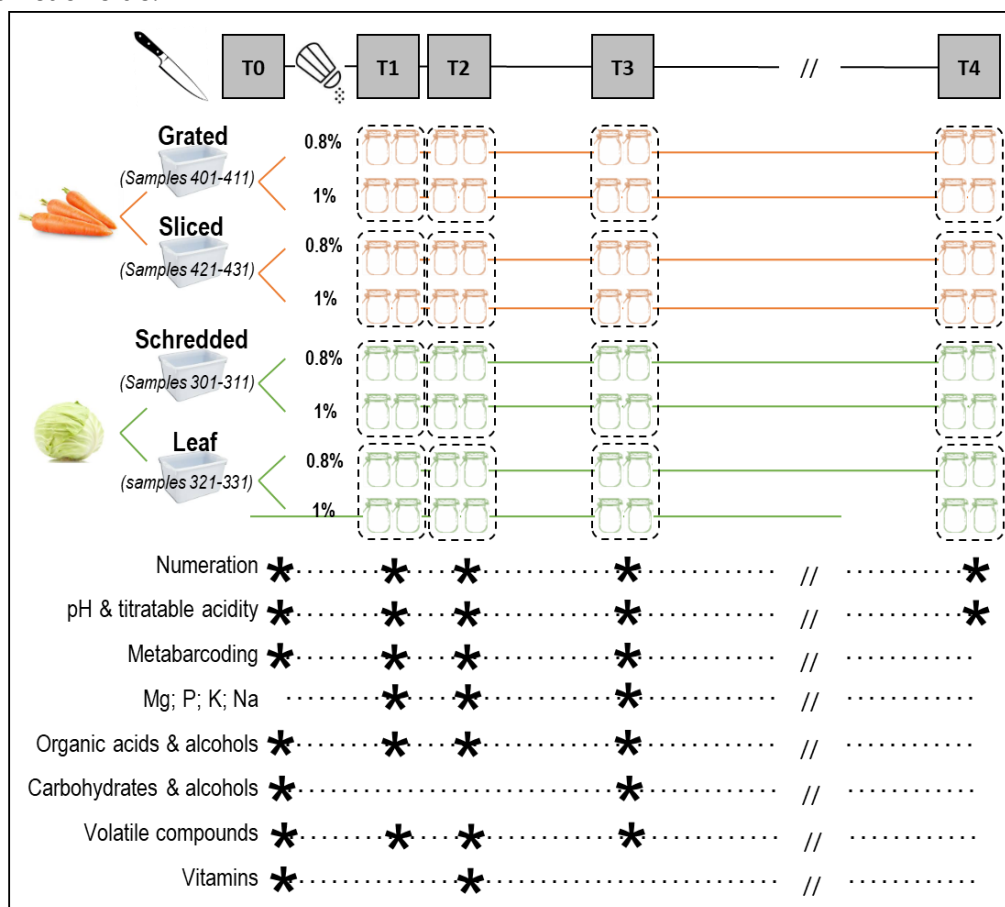 T0 T1 T2 T3 // T4
Grated
(Samples 401-411)
0.8%
1%
Sliced
(Samples 421-431)
0.8%
1%
Schredded
(Samples 301-311)
0.8%
1%
Leaf
(samples 321-331)
0.8%
1%
Numeration * * * * // *
pH & titratable acidity * * * * // *
Metabarcoding * * * * //
Mg; P; K; Na * * * //
Organic acids & alcohols * * * * //
Carbohydrates & alcohols * * //
Volatile compounds * * * * //
Vitamins * * //